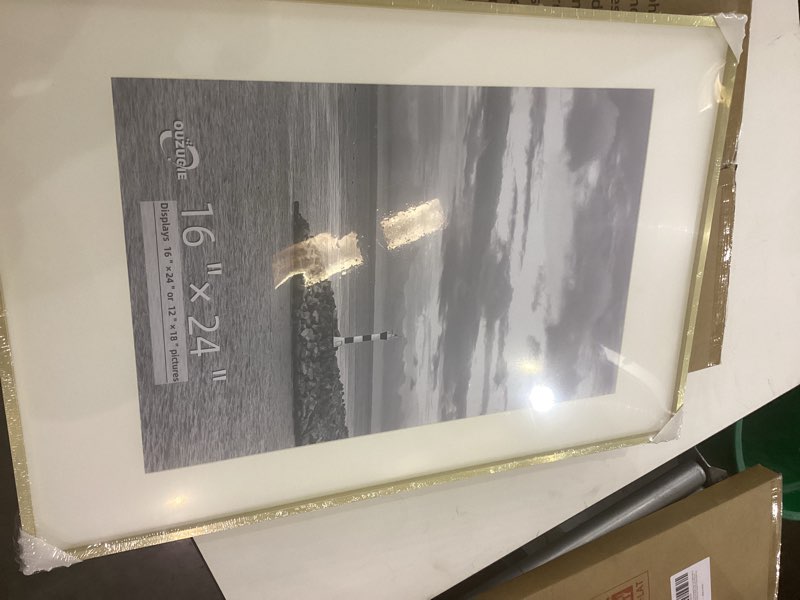 OUZUGIE
16 " × 24 "
Displays 16 " × 24 " or 12 " × 18 " pictures